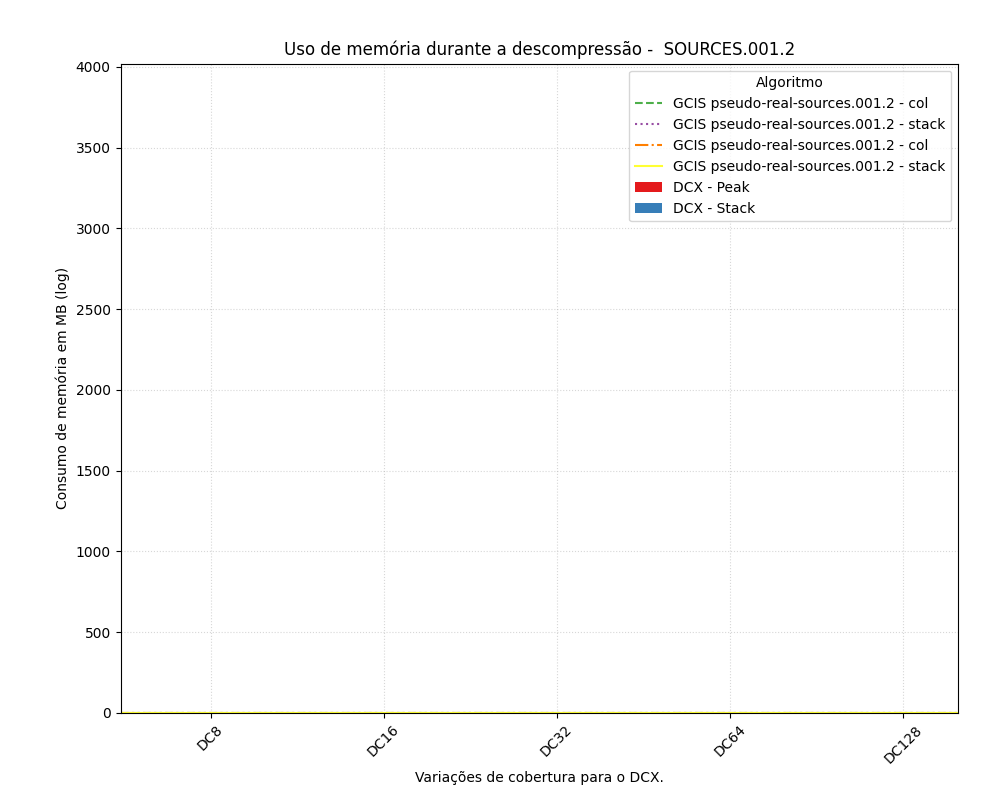 Uso de memória durante a descompressão -  SOURCES.001.2
4000
3500
3000
2500
2000
1500
1000
500
0
Consumo de memória em MB (log)
Algoritmo
GCIS pseudo-real-sources.001.2 - col
GCIS pseudo-real-sources.001.2 - stack
GCIS pseudo-real-sources.001.2 - col
GCIS pseudo-real-sources.001.2 - stack
DCX - Peak
DCX - Stack
DC8
DC16
DC32
DC64
DC128
Variações de cobertura para o DCX.